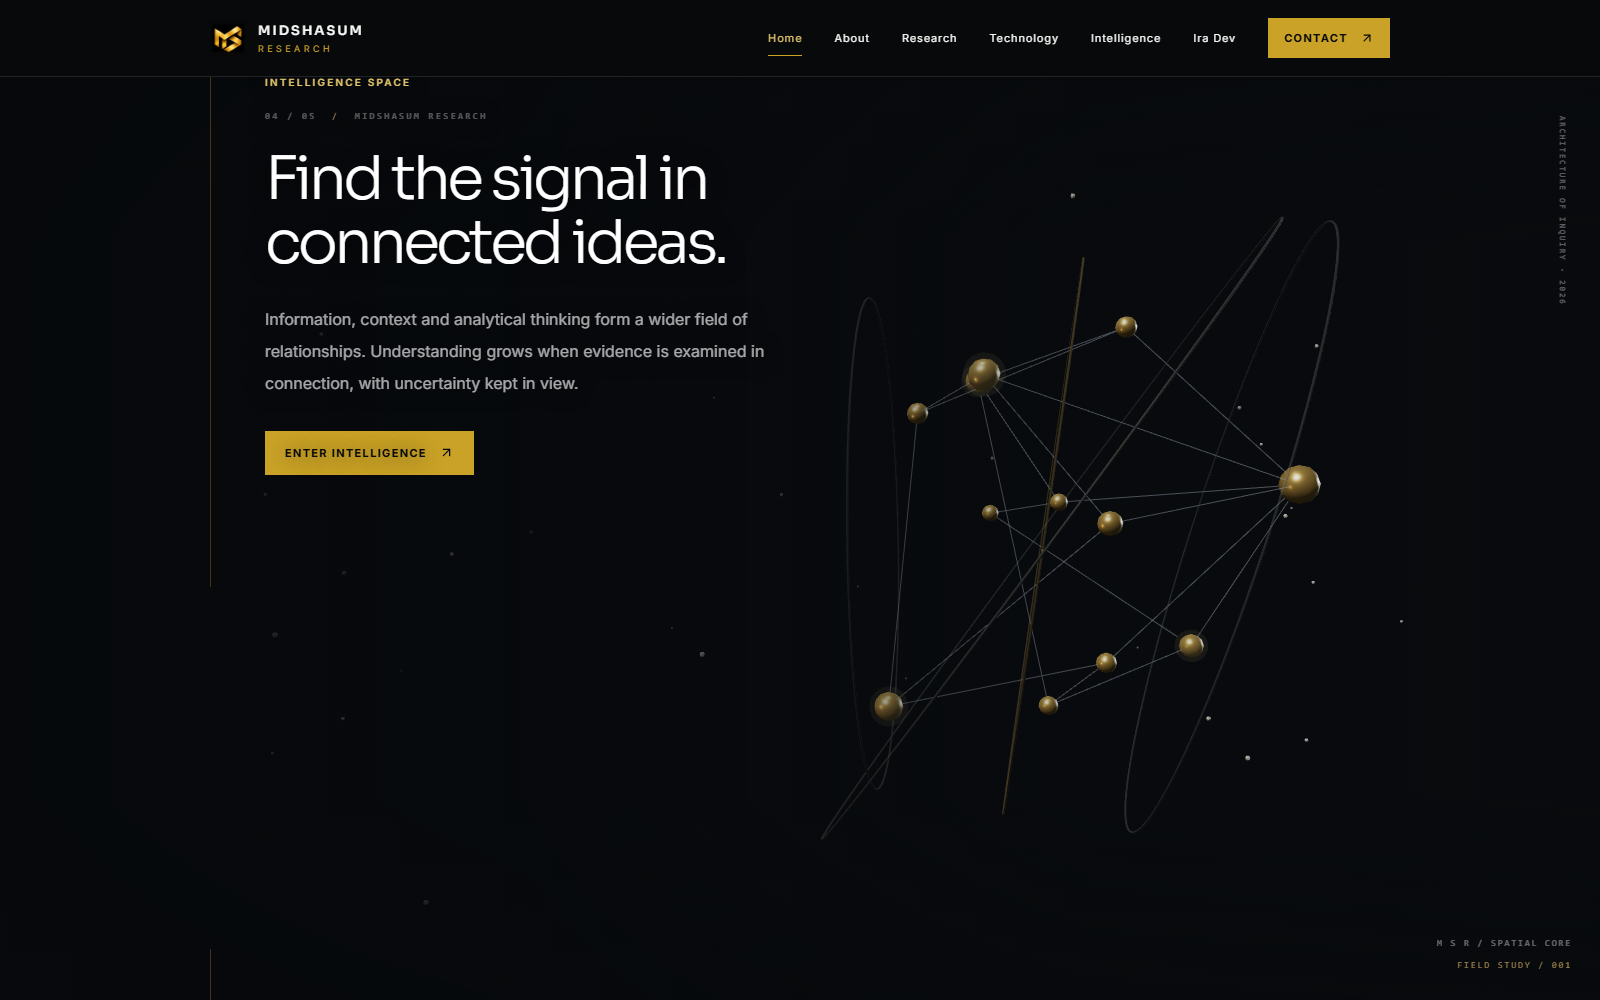 MIDSHASUM
RESEARCH
Home
About
Research
Technology
Intelligence
Ira Dev
CONTACT
INTELLIGENCE SPACE
04 / 05 / MIDSHASUM RESEARCH
Find the signal in
connected ideas.
Information, context and analytical thinking form a wider field of
relationships. Understanding grows when evidence is examined in
connection, with uncertainty kept in view.
ENTER INTELLIGENCE
ARCHITECTURE OF INQUIRY · 2026
M S R / SPATIAL CORE
FIELD STUDY / 001